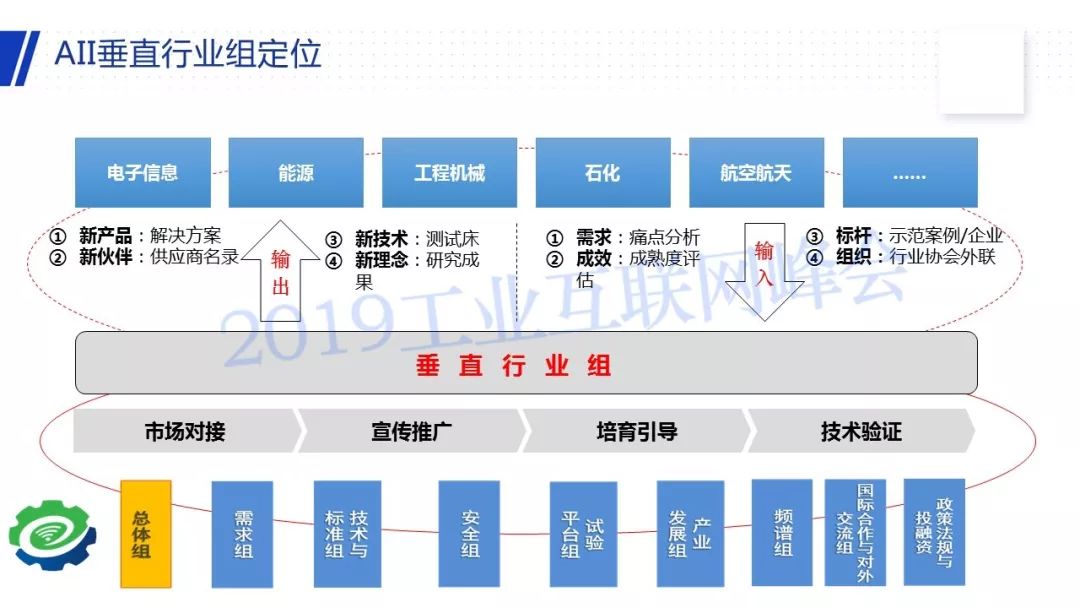 AII垂直行业组定位
电子信息
能源
工程机械
石化
航空航天
......
① 新产品：解决方案
② 新伙伴：供应商名录
输出
③ 新技术：测试床
④ 新理念：研究成
果
① 需求：痛点分析
② 成效：成熟度评
估
输入
③ 标杆：示范案例/企业
④ 组织：行业协会外联
2019工业互联网峰会
垂直行业组
市场对接
宣传推广
培育引导
技术验证
总体组
需求组
技术与
标准组
安全组
试验
平台组
产业
发展组
频谱组
国际合作与对外
交流组
政策法规与
投融资